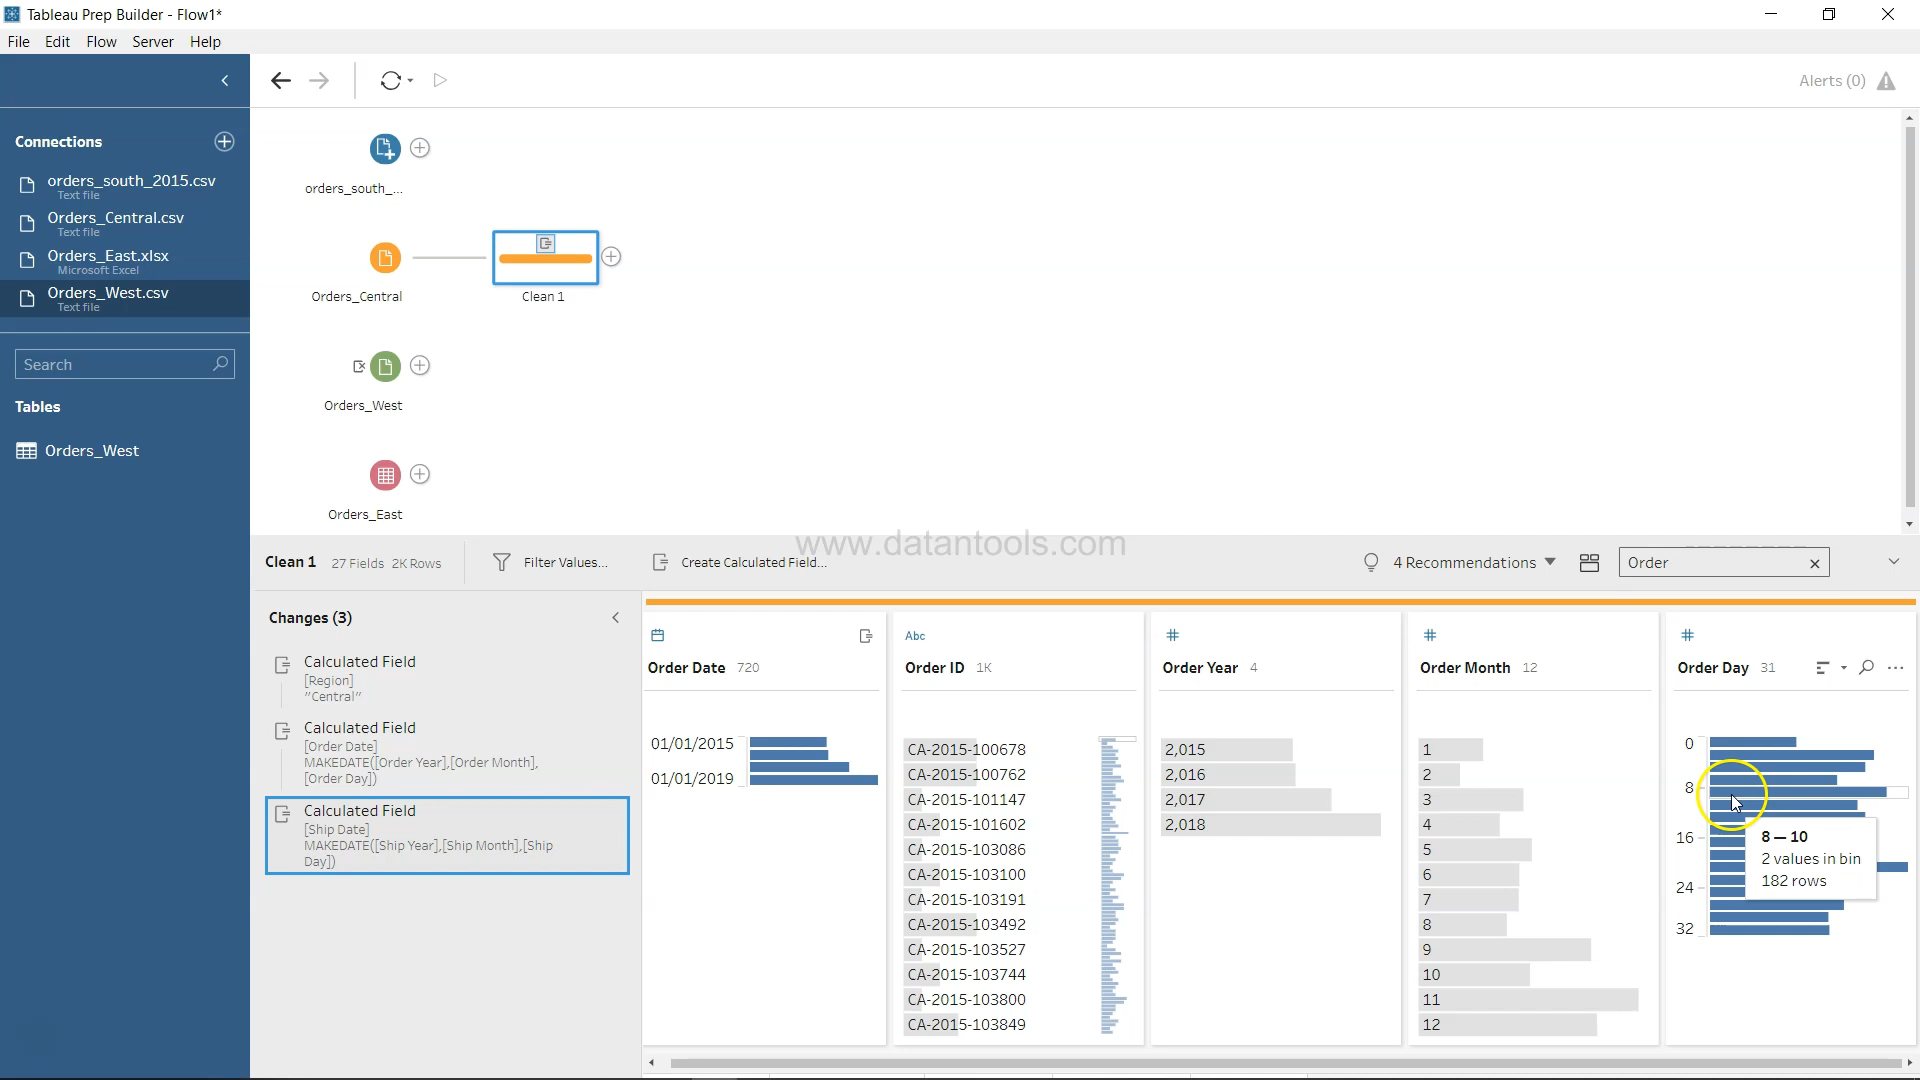 Tableau Prep Builder - Flow1*
File Edit Flow Server Help
Alerts (0)
Connections
orders_south_2015.csv
Text file
Orders_Central.csv
Text file
Orders_East.xlsx
Microsoft Excel
Orders_West.csv
Text file
Search
Tables
Orders_West
orders_south_...
Orders_Central
Clean 1
Orders_West
Orders_East
www.datantools.com
Clean 1 27 Fields 2K Rows
Filter Values...
Create Calculated Field...
4 Recommendations
Order
Changes (3)
Calculated Field
[Region]
"Central"
Calculated Field
[Order Date]
MAKEDATE([Order Year],[Order Month],
[Order Day])
Calculated Field
[Ship Date]
MAKEDATE([Ship Year],[Ship Month],[Ship
Day])
Order Date 720
01/01/2015
01/01/2019
Abc
Order ID 1K
CA-2015-100678
CA-2015-100762
CA-2015-101147
CA-2015-101602
CA-2015-103086
CA-2015-103100
CA-2015-103191
CA-2015-103492
CA-2015-103527
CA-2015-103744
CA-2015-103800
CA-2015-103849
#
Order Year 4
2,015
2,016
2,017
2,018
#
Order Month 12
1
2
3
4
5
6
7
8
9
10
11
12
#
Order Day 31
0
8
16
24
32
8 — 10
2 values in bin
182 rows